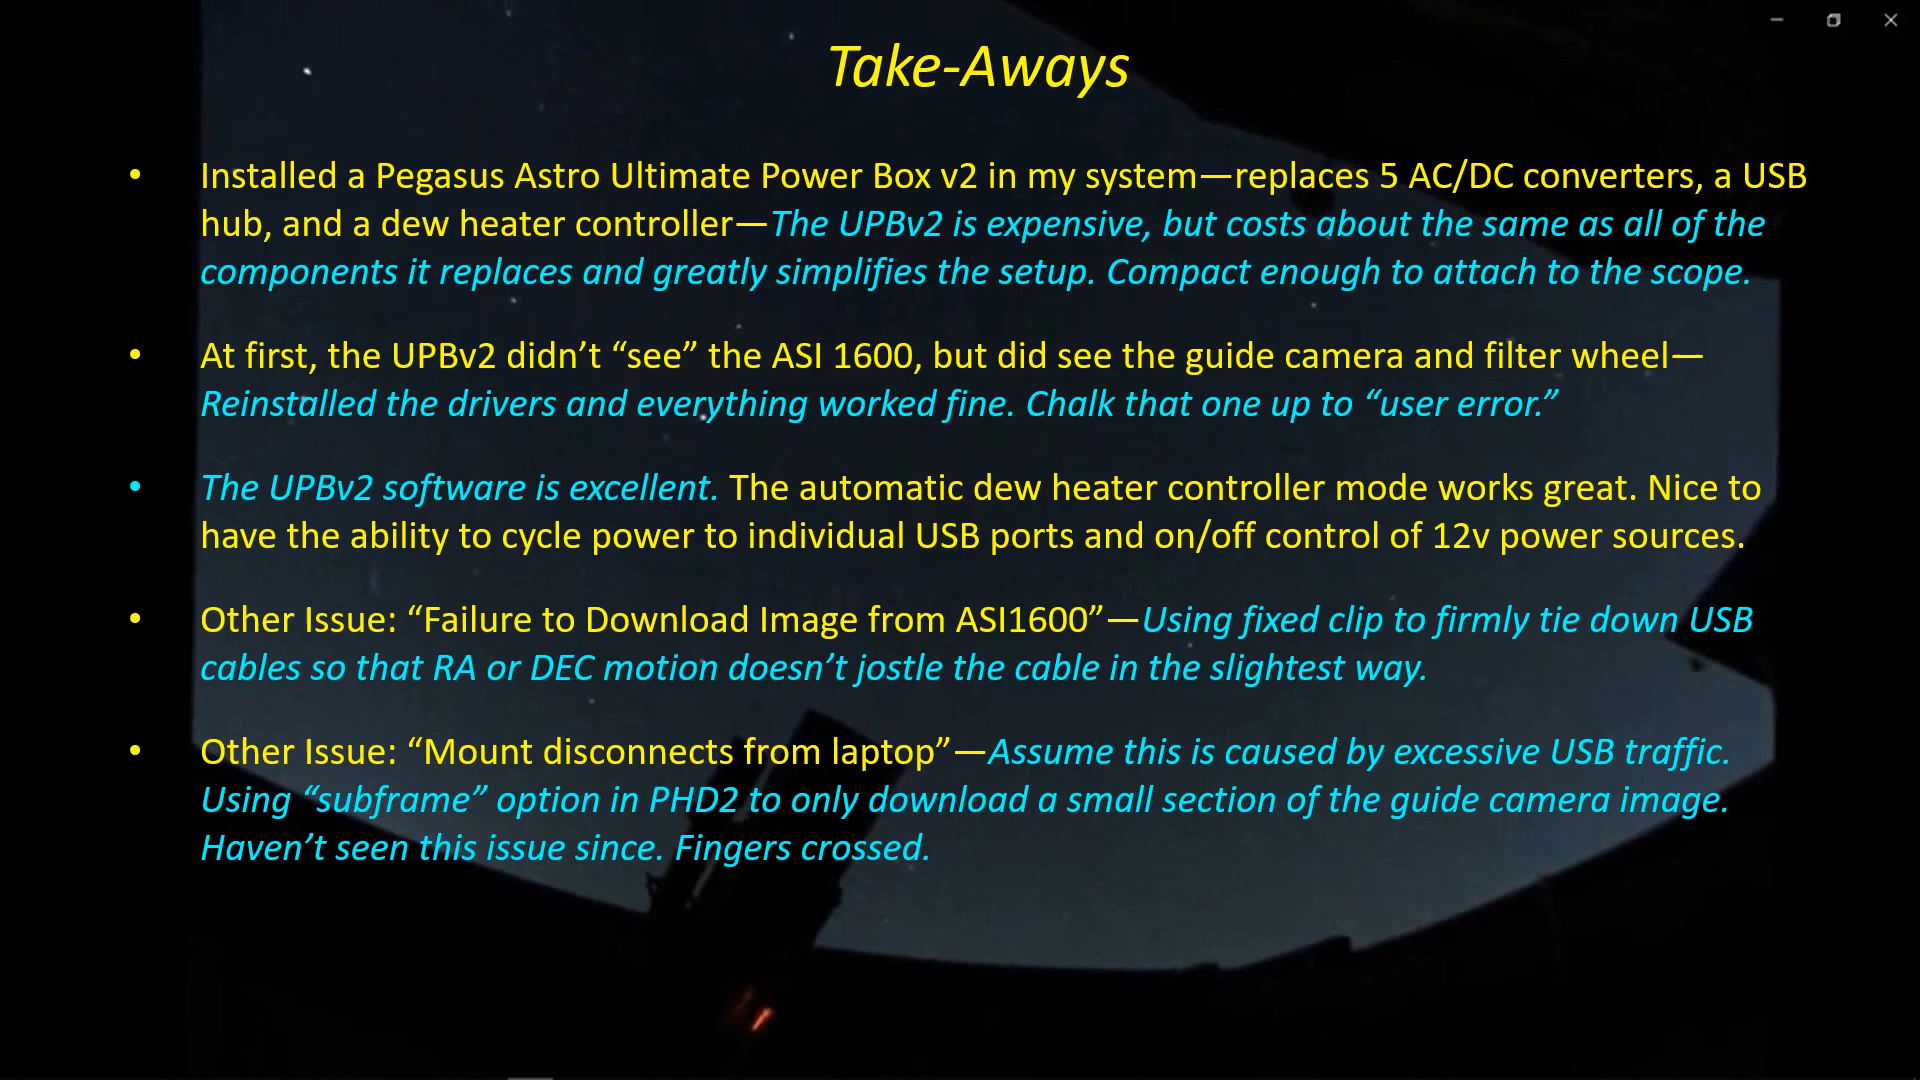 Take-Aways
• Installed a Pegasus Astro Ultimate Power Box v2 in my system—replaces 5 AC/DC converters, a USB
hub, and a dew heater controller—The UPBv2 is expensive, but costs about the same as all of the
components it replaces and greatly simplifies the setup. Compact enough to attach to the scope.
• At first, the UPBv2 didn’t “see” the ASI 1600, but did see the guide camera and filter wheel—
Reinstalled the drivers and everything worked fine. Chalk that one up to “user error.”
• The UPBv2 software is excellent. The automatic dew heater controller mode works great. Nice to
have the ability to cycle power to individual USB ports and on/off control of 12v power sources.
• Other Issue: “Failure to Download Image from ASI1600”—Using fixed clip to firmly tie down USB
cables so that RA or DEC motion doesn’t jostle the cable in the slightest way.
• Other Issue: “Mount disconnects from laptop”—Assume this is caused by excessive USB traffic.
Using “subframe” option in PHD2 to only download a small section of the guide camera image.
Haven’t seen this issue since. Fingers crossed.